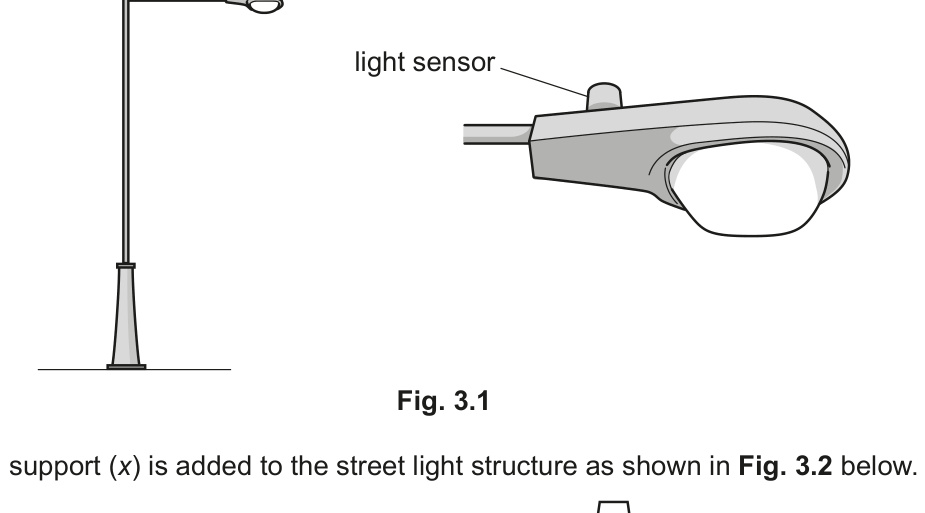 light sensor
Fig. 3.1
support (x) is added to the street light structure as shown in Fig. 3.2 below.